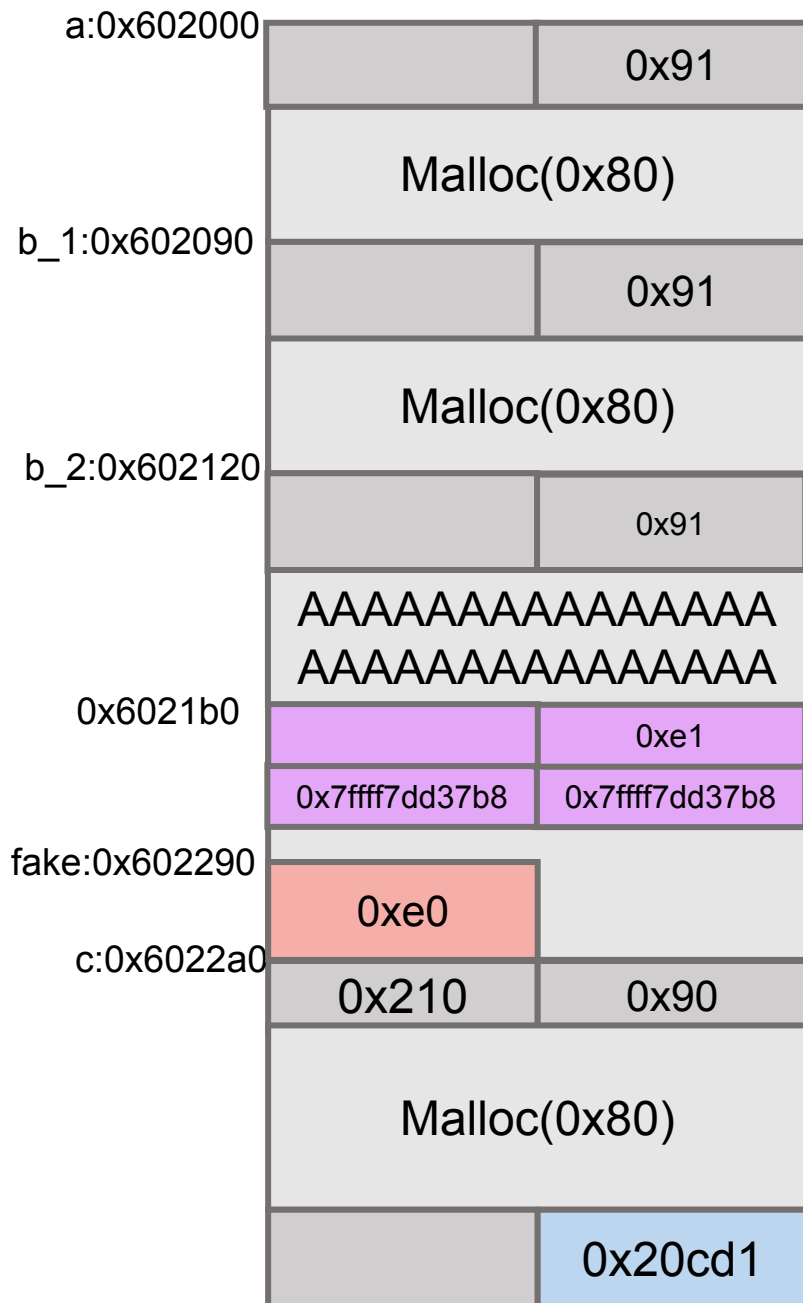 a:0x602000
0x91
Malloc(0x80)
b_1:0x602090
0x91
Malloc(0x80)
b_2:0x602120
0x91
AAAAAAAAAAAAAAAA
AAAAAAAAAAAAAAAA
0x6021b0
0xe1
0x7ffff7dd37b8 0x7ffff7dd37b8
fake:0x602290
0xe0
c:0x6022a0
0x210 0x90
Malloc(0x80)
0x20cd1